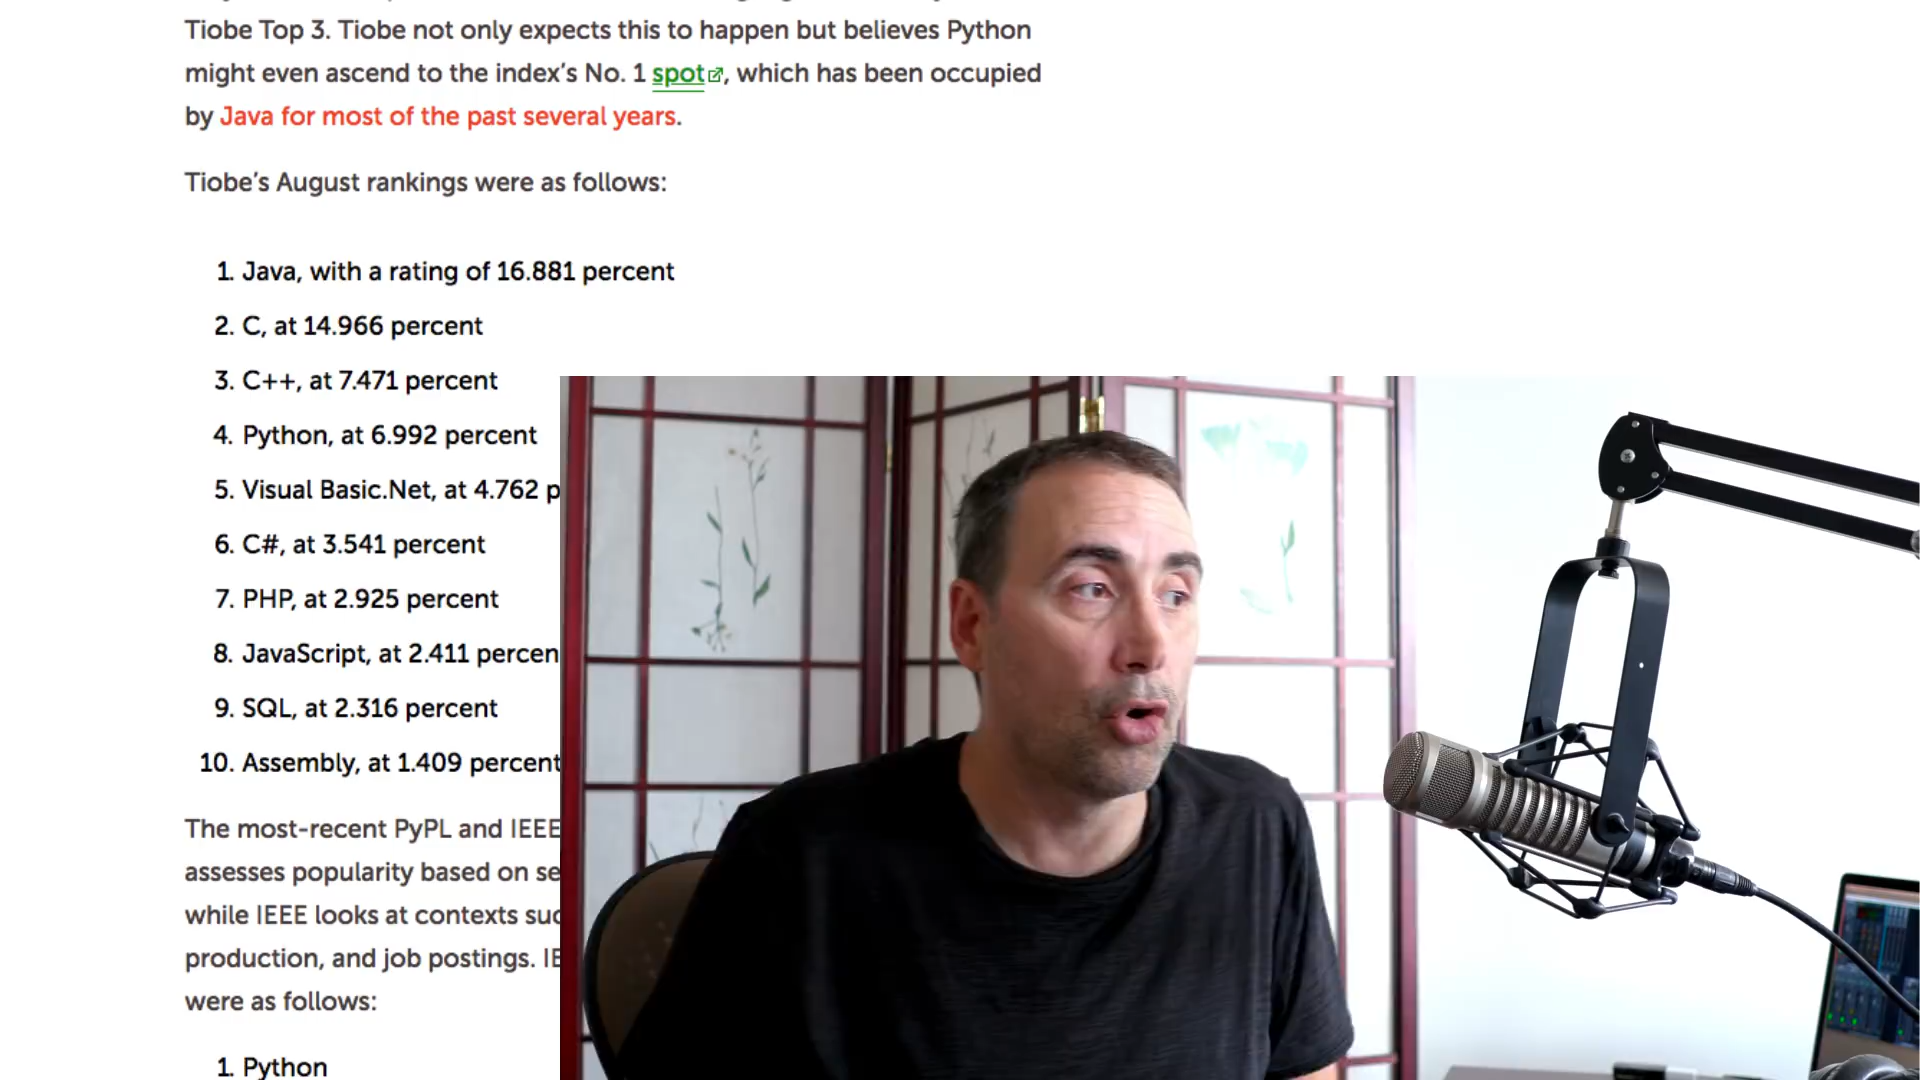 Tiobe Top 3. Tiobe not only expects this to happen but believes Python
might even ascend to the index’s No. 1 spot, which has been occupied
by Java for most of the past several years.
Tiobe’s August rankings were as follows:
1. Java, with a rating of 16.881 percent
2. C, at 14.966 percent
3. C++, at 7.471 percent
4. Python, at 6.992 percent
5. Visual Basic.Net, at 4.762 p
6. C#, at 3.541 percent
7. PHP, at 2.925 percent
8. JavaScript, at 2.411 percen
9. SQL, at 2.316 percent
10. Assembly, at 1.409 percent
The most-recent PyPL and IEEE
assesses popularity based on se
while IEEE looks at contexts suc
production, and job postings. IE
were as follows:
1. Python